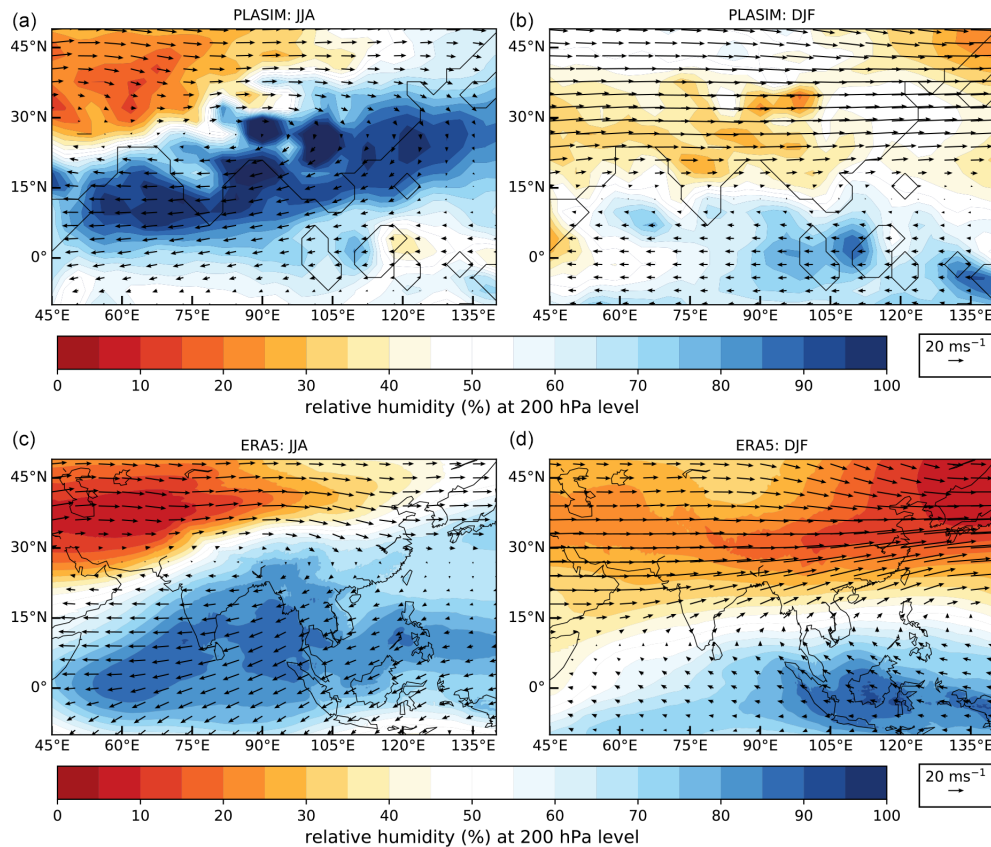 (a) PLASIM: JJA
(b) PLASIM: DJF
45°N 45°N
30°N 30°N
15°N 15°N
0° 0°
45°E 60°E 75°E 90°E 105°E 120°E 135°E 45°E 60°E 75°E 90°E 105°E 120°E 135°E
0 10 20 30 40 50 60 70 80 90 100
relative humidity (%) at 200 hPa level
20 ms⁻¹
(c) ERA5: JJA
(d) ERA5: DJF
45°N 45°N
30°N 30°N
15°N 15°N
0° 0°
45°E 60°E 75°E 90°E 105°E 120°E 135°E 45°E 60°E 75°E 90°E 105°E 120°E 135°E
0 10 20 30 40 50 60 70 80 90 100
relative humidity (%) at 200 hPa level
20 ms⁻¹